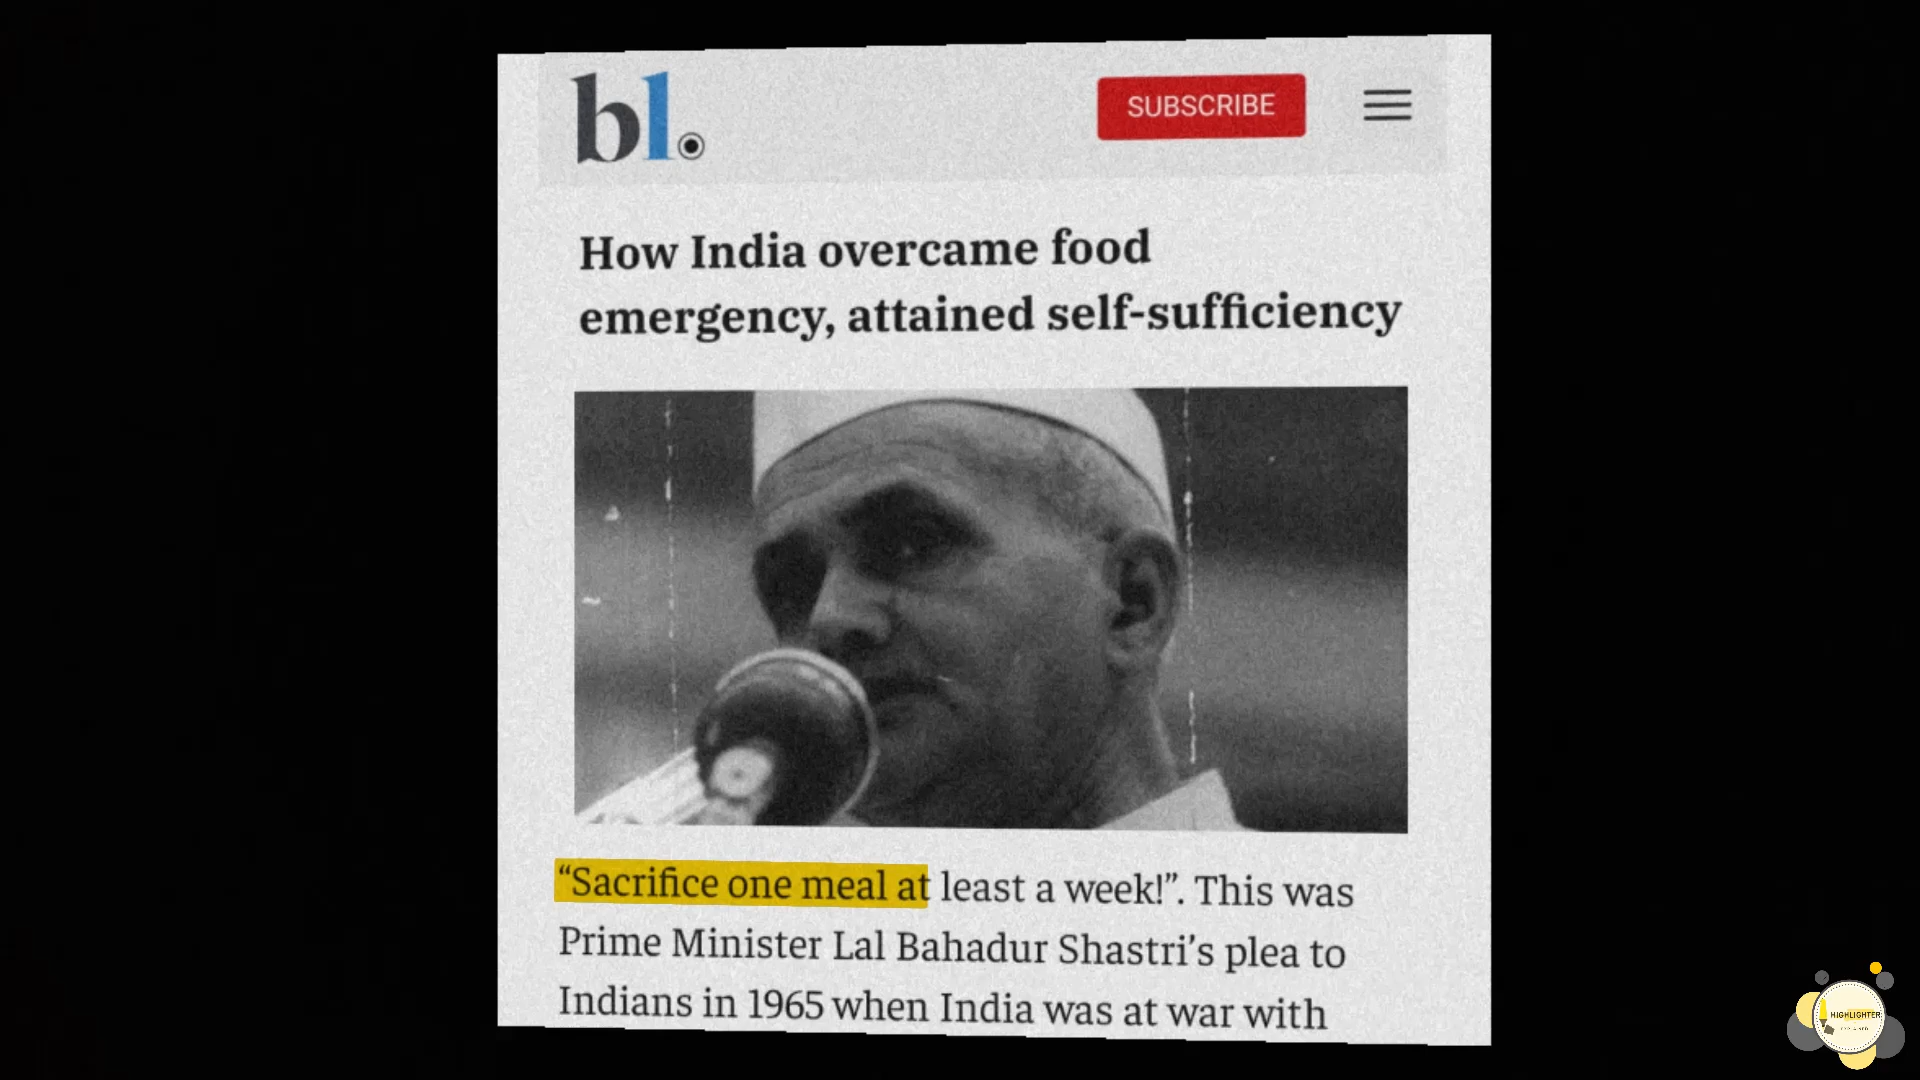 bl.
SUBSCRIBE
How India overcame food
emergency, attained self-sufficiency
“Sacrifice one meal at least a week!”. This was
Prime Minister Lal Bahadur Shastri’s plea to
Indians in 1965 when India was at war with
HIGHLIGHTER